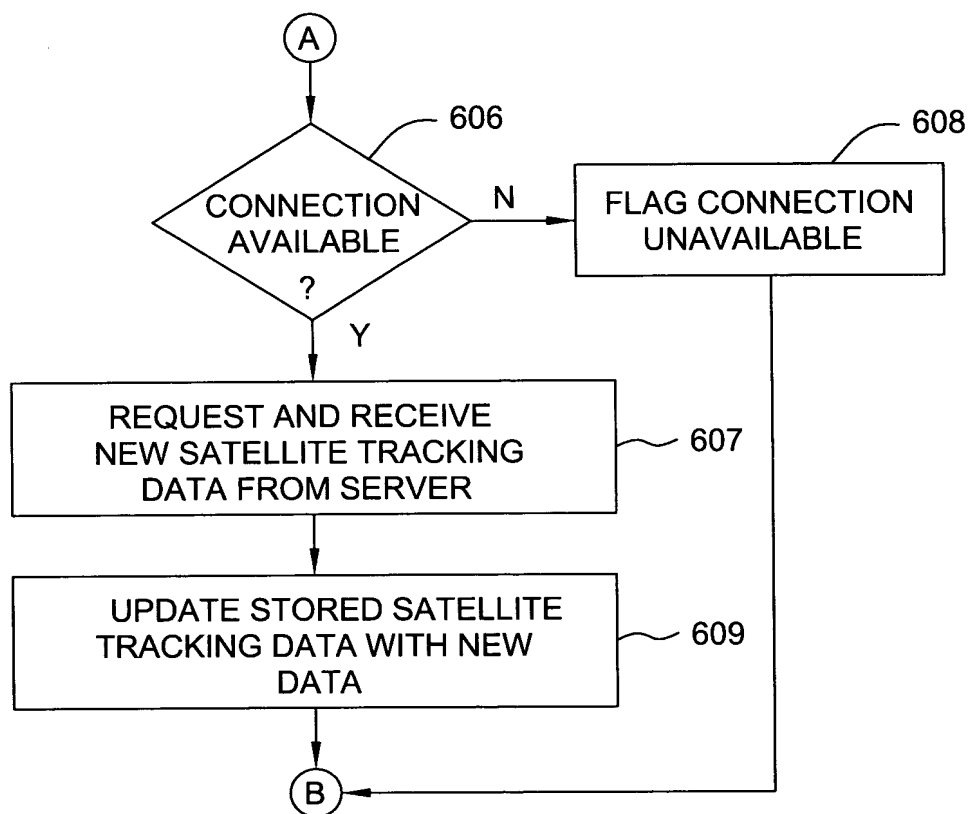 A
606
608
CONNECTION
AVAILABLE
?
N
FLAG CONNECTION
UNAVAILABLE
Y
REQUEST AND RECEIVE
NEW SATELLITE TRACKING
DATA FROM SERVER
607
UPDATE STORED SATELLITE
TRACKING DATA WITH NEW
DATA
609
B